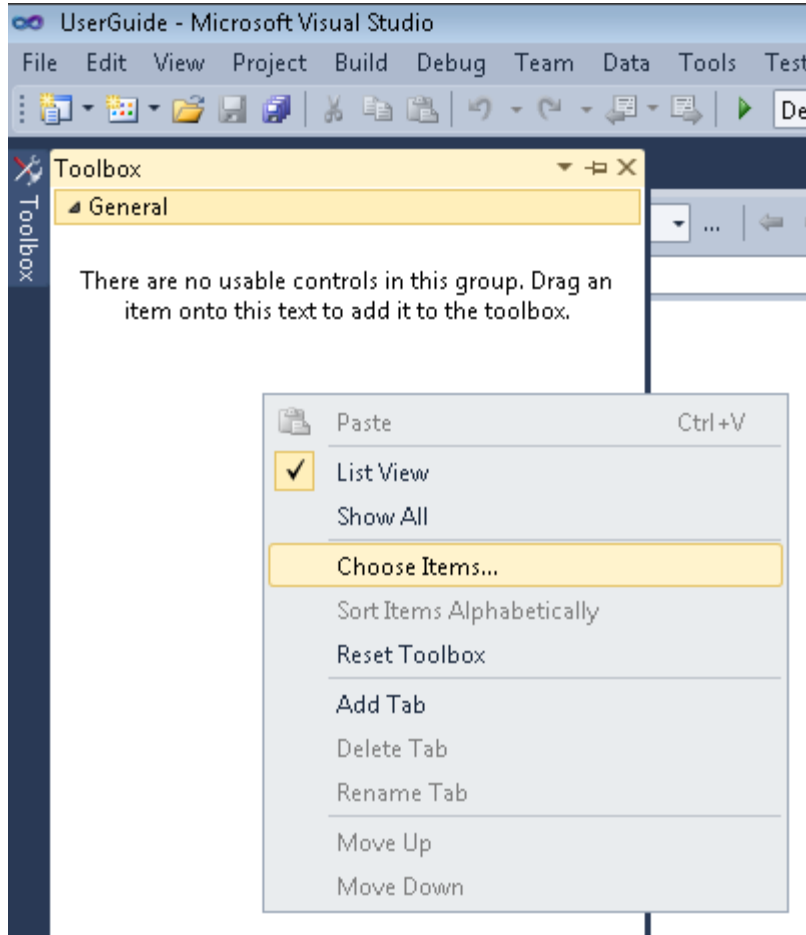 UserGuide - Microsoft Visual Studio
File Edit View Project Build Debug Team Data Tools Test
De
Toolbox
Toolbox
General
...
There are no usable controls in this group. Drag an
item onto this text to add it to the toolbox.
Paste Ctrl+V
List View
Show All
Choose Items...
Sort Items Alphabetically
Reset Toolbox
Add Tab
Delete Tab
Rename Tab
Move Up
Move Down